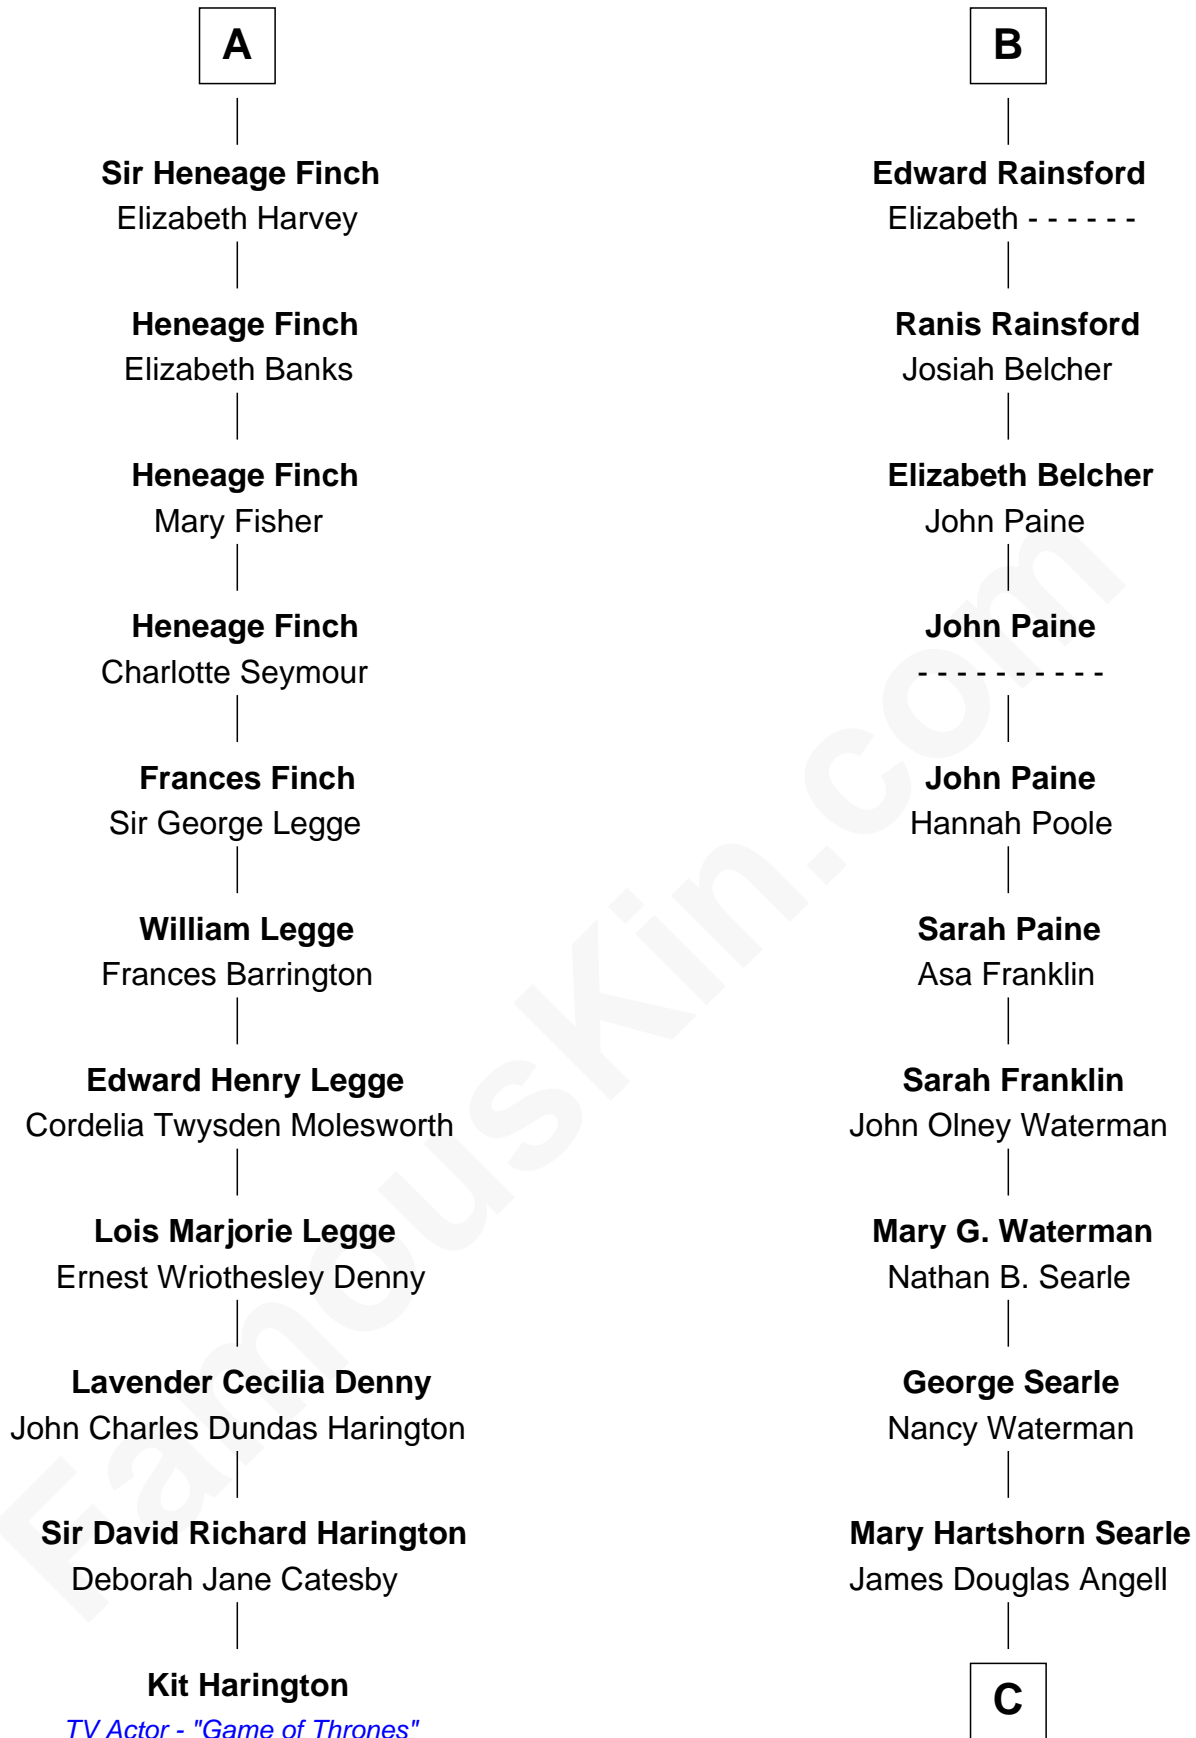 A
Sir Heneage Finch
Elizabeth Harvey
Heneage Finch
Elizabeth Banks
Heneage Finch
Mary Fisher
Heneage Finch
Charlotte Seymour
Frances Finch
Sir George Legge
William Legge
Frances Barrington
Edward Henry Legge
Cordelia Twysden Molesworth
Lois Marjorie Legge
Ernest Wriothesley Denny
Lavender Cecilia Denny
John Charles Dundas Harington
Sir David Richard Harington
Deborah Jane Catesby
Kit Harington
TV Actor - "Game of Thrones"
B
Edward Rainsford
Elizabeth - - - - - -
Ranis Rainsford
Josiah Belcher
Elizabeth Belcher
John Paine
John Paine
- - - - - - - - - -
John Paine
Hannah Poole
Sarah Paine
Asa Franklin
Sarah Franklin
John Olney Waterman
Mary G. Waterman
Nathan B. Searle
George Searle
Nancy Waterman
Mary Hartshorn Searle
James Douglas Angell
C
FamousKin.com